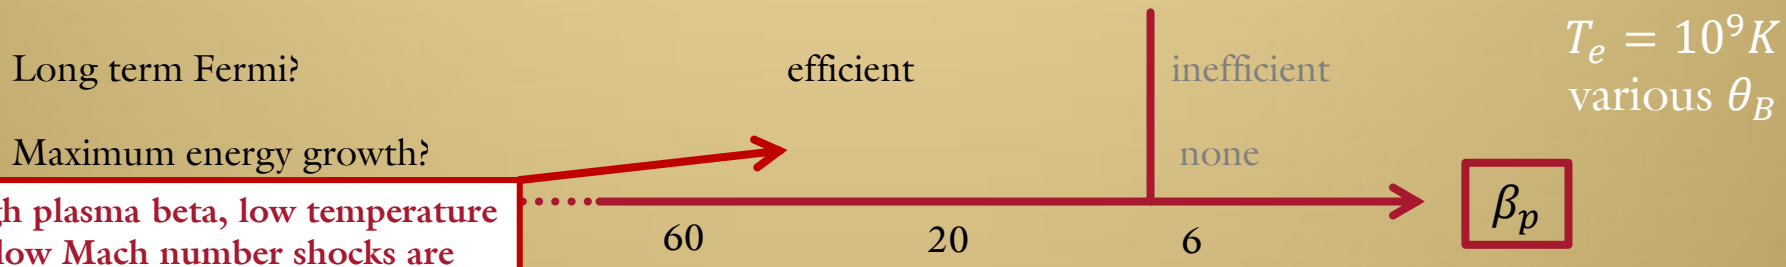 Long term Fermi?
efficient
inefficient
T_e = 10^9 K
various θ_B
Maximum energy growth?
none
plasma beta, low temperature
low Mach number shocks are
60
20
6
β_p